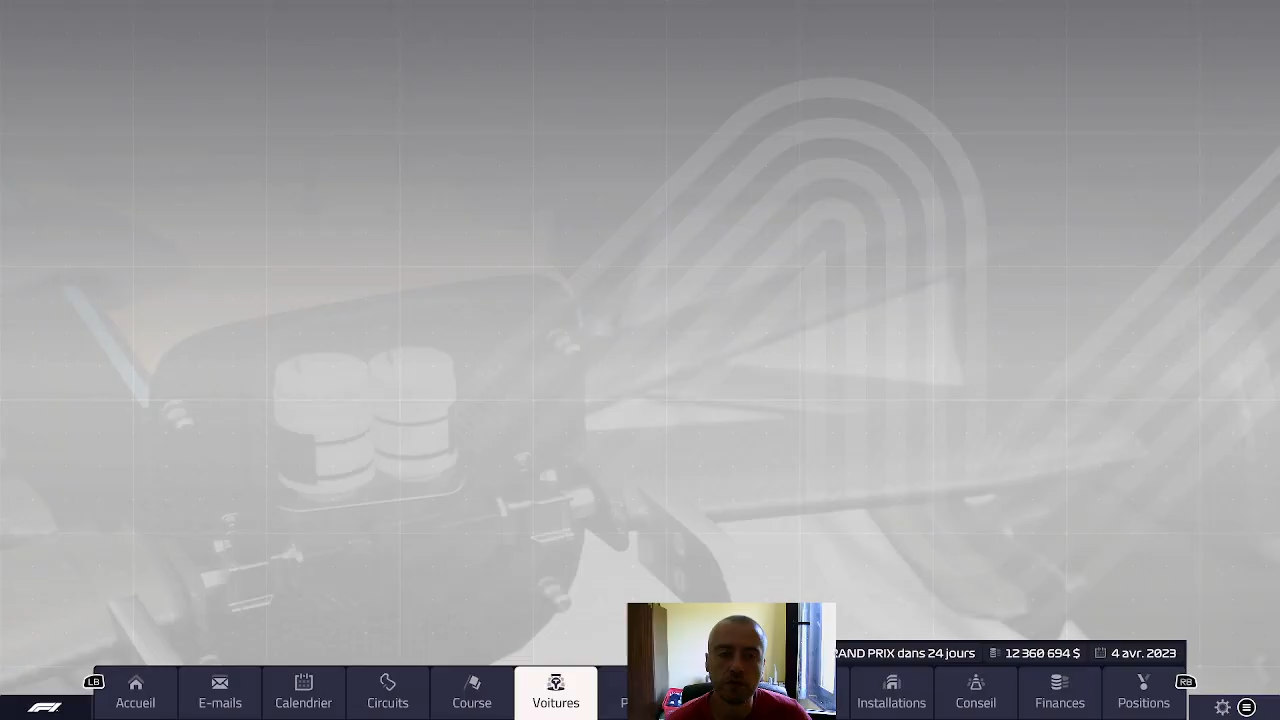 RAND PRIX dans 24 jours 12 360 694 $ 4 avr. 2023
LB Accueil E-mails Calendrier Circuits Course Voitures P Installations Conseil Finances Positions RB